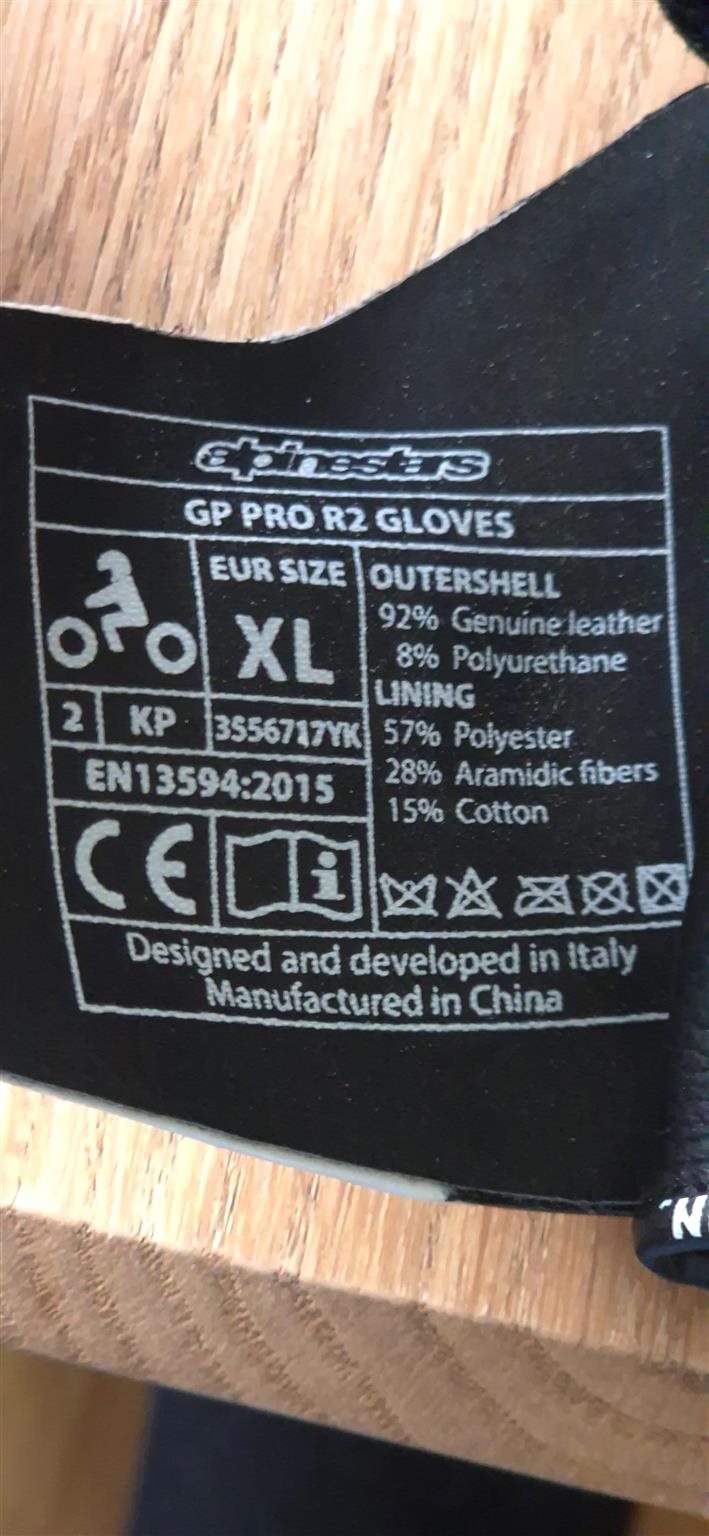 alpinestars
GP PRO R2 GLOVES
EUR SIZE
XL
2 KP 3556717YK
EN13594:2015
CE
OUTERSHELL
92% Genuine leather
8% Polyurethane
LINING
57% Polyester
28% Aramidic fibers
15% Cotton
Designed and developed in Italy
Manufactured in China